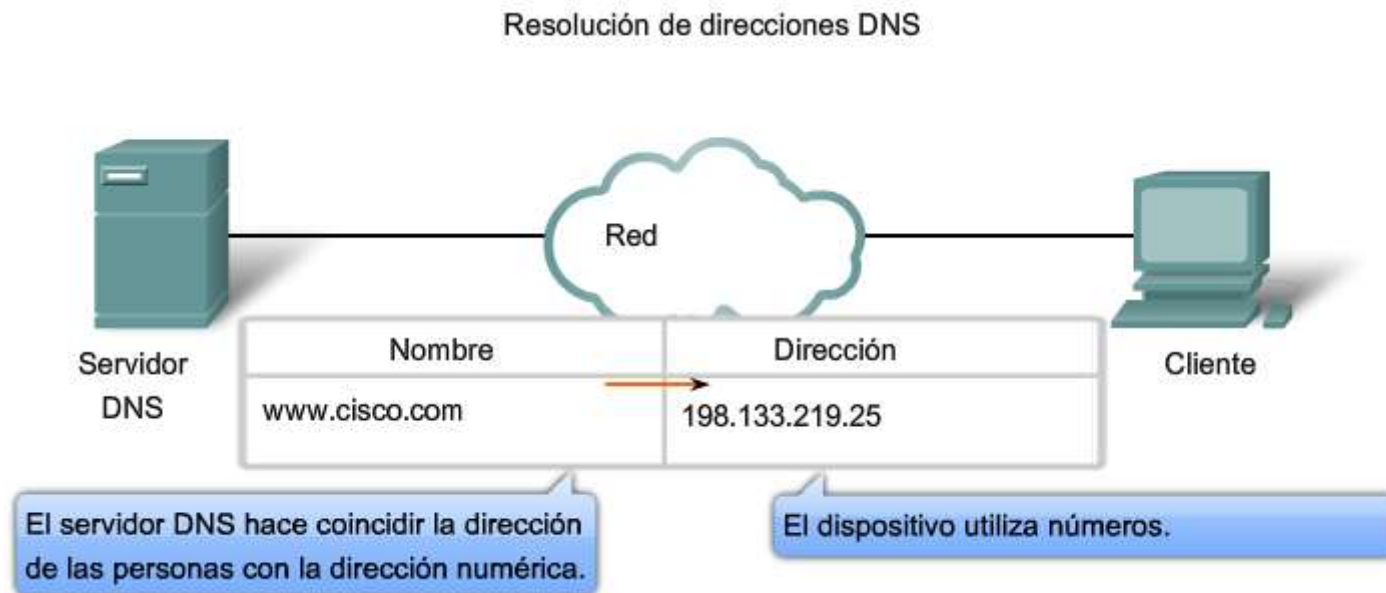 Resolución de direcciones DNS
Red
Servidor
DNS
Nombre
Dirección
Cliente
www.cisco.com
198.133.219.25
El servidor DNS hace coincidir la dirección
de las personas con la dirección numérica.
El dispositivo utiliza números.